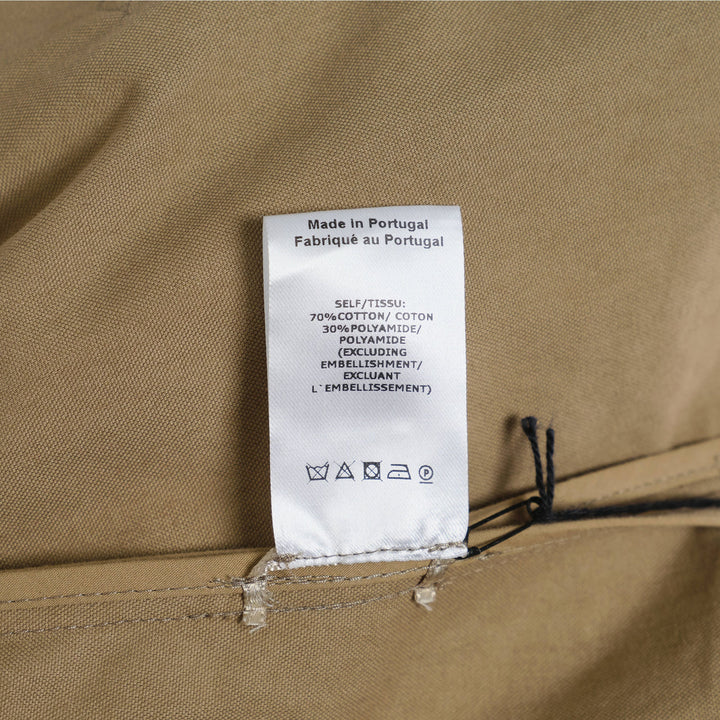 Made in Portugal
Fabriqué au Portugal
SELF/TISSU:
70%COTTON/ COTON
30%POLYAMIDE/
POLYAMIDE
(EXCLUDING
EMBELLISHMENT/
EXCLUANT
L`EMBELLISSEMENT)
P